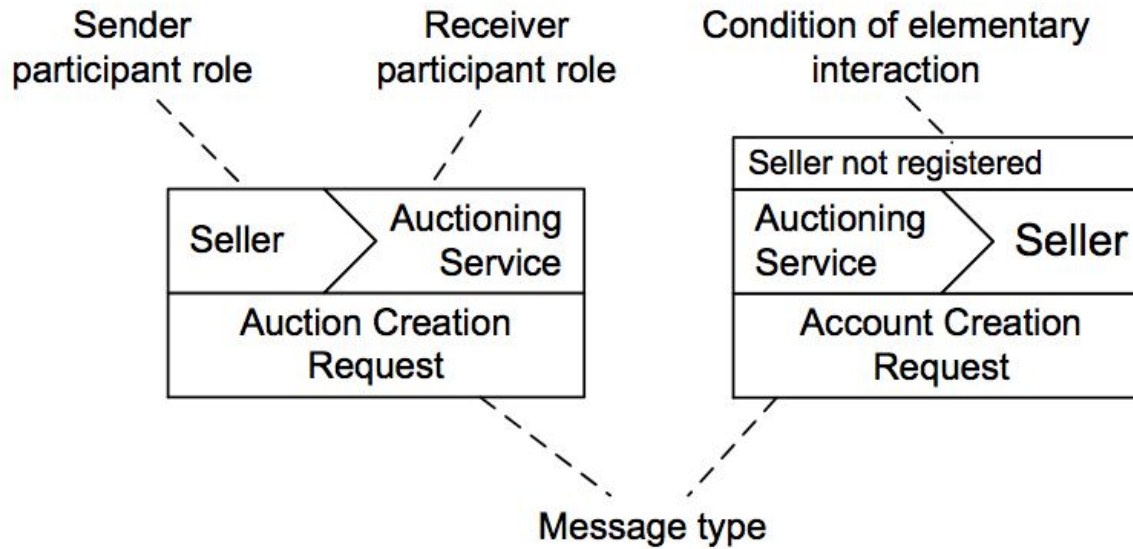 Sender
participant role
Receiver
participant role
Condition of elementary
interaction
Seller
Auctioning
Service
Auction Creation
Request
Seller not registered
Auctioning
Service
Seller
Account Creation
Request
Message type